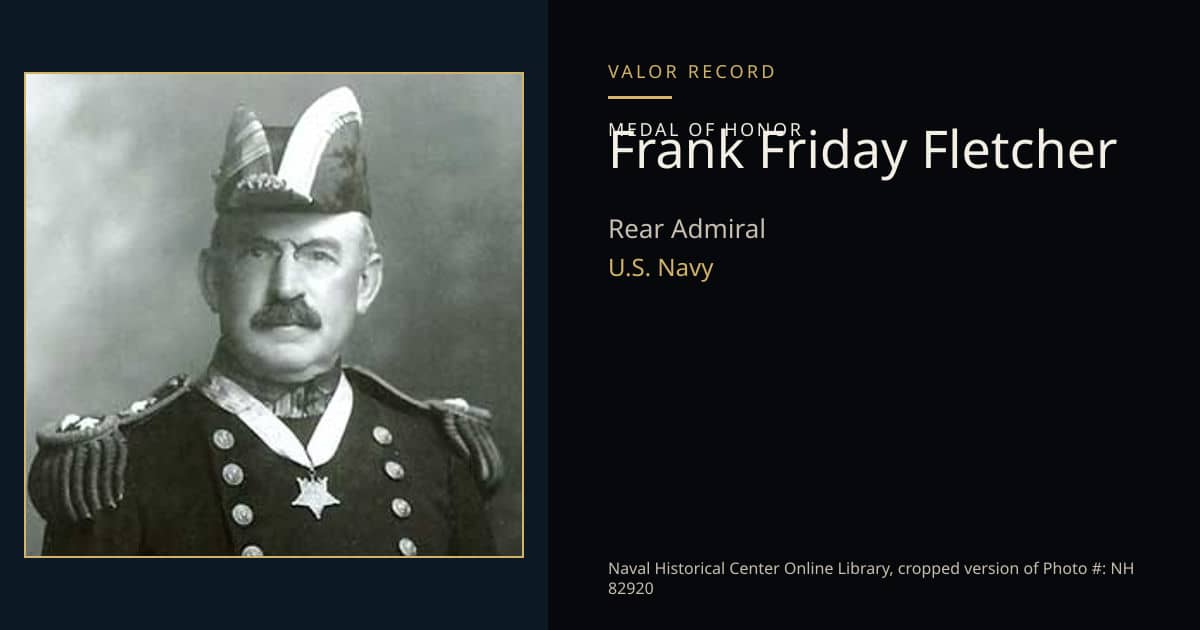 VALOR RECORD
MEDAL OF HONOR
Frank Friday Fletcher
Rear Admiral
U.S. Navy
Naval Historical Center Online Library, cropped version of Photo #: NH
82920